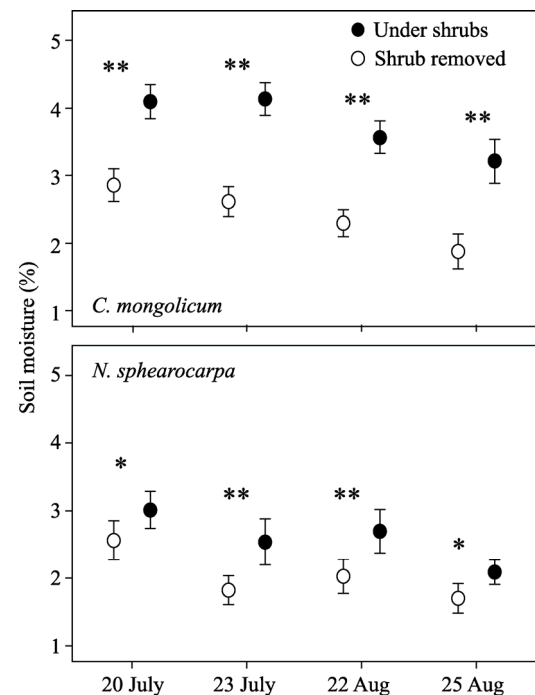 Under shrubs
Shrub removed
5
4
3
2
1
**
**
**
**
C. mongolicum
Soil moisture (%)
N. sphearocarpa
5
4
3
2
1
*
**
**
*
20 July
23 July
22 Aug
25 Aug